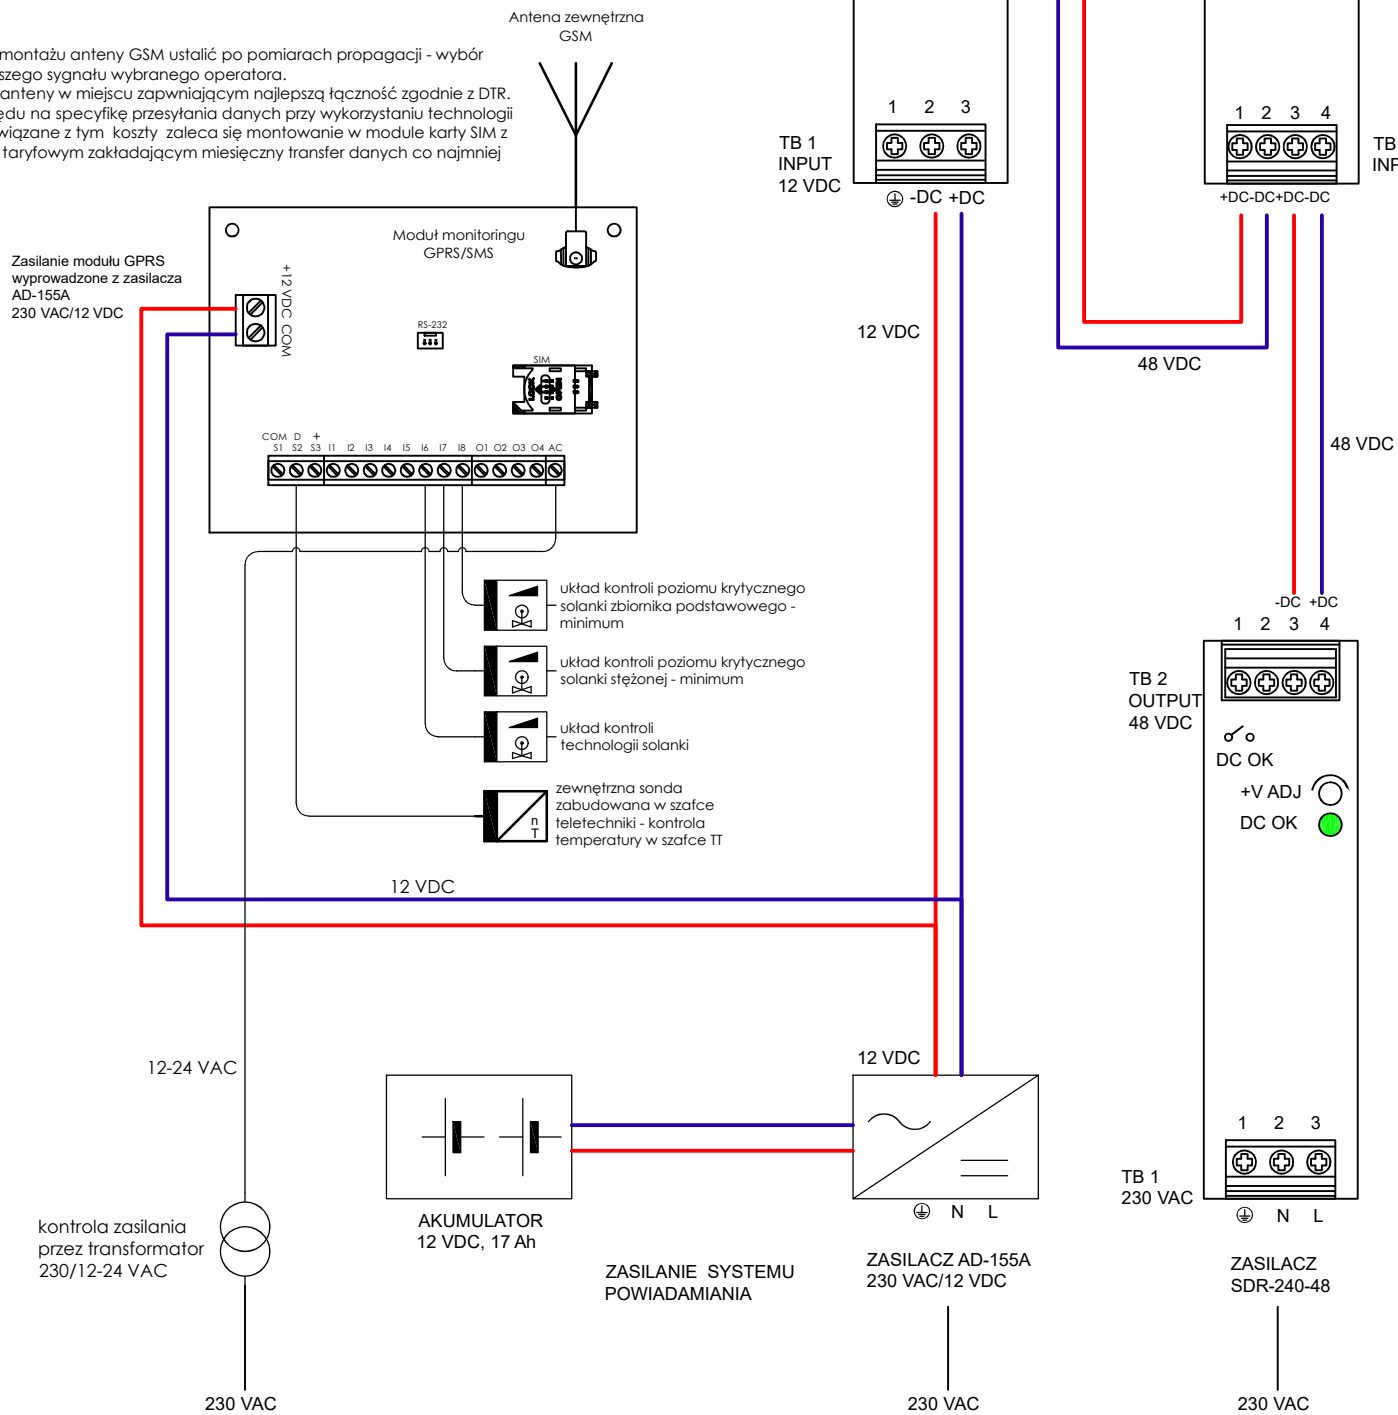 Antena zewnętrzna
GSM
montażu anteny GSM ustalić po pomiarach propagacji - wybór
szego sygnału wybranego operatora.
anteny w miejscu zapwniającym najlepszą łączność zgodnie z DTR.
ędu na specyfikę przesyłania danych przy wykorzystaniu technologii
wiązane z tym koszty zaleca się montowanie w module karty SIM z
taryfowym zakładającym miesięczny transfer danych co najmniej
1 2 3
TB 1
INPUT
12 VDC
-DC +DC
1 2 3 4
TB
INP
+DC-DC+DC-DC
Moduł monitoringu
GPRS/SMS
Zasilanie modułu GPRS
wyprowadzone z zasilacza
AD-155A
230 VAC/12 VDC
+12 VDC COM
RS-232
SIM
LOCK
OPEN
12 VDC
48 VDC
48 VDC
COM D +
S1 S2 S3 I1 I2 I3 I4 I5 I6 I7 I8 O1 O2 O3 O4 AC
układ kontroli poziomu krytycznego
solanki zbiornika podstawowego -
minimum
układ kontroli poziomu krytycznego
solanki stężonej - minimum
układ kontroli
technologii solanki
zewnętrzna sonda
zabudowana w szafce
teletechniki - kontrola
temperatury w szafce TT
n
T
-DC +DC
1 2 3 4
TB 2
OUTPUT
48 VDC
DC OK
+V ADJ
DC OK
12 VDC
12-24 VAC
12 VDC
AKUMULATOR
12 VDC, 17 Ah
N L
ZASILACZ AD-155A
230 VAC/12 VDC
1 2 3
TB 1
230 VAC
N L
ZASILACZ
SDR-240-48
kontrola zasilania
przez transformator
230/12-24 VAC
ZASILANIE SYSTEMU
POWIADAMIANIA
230 VAC
230 VAC
230 VAC